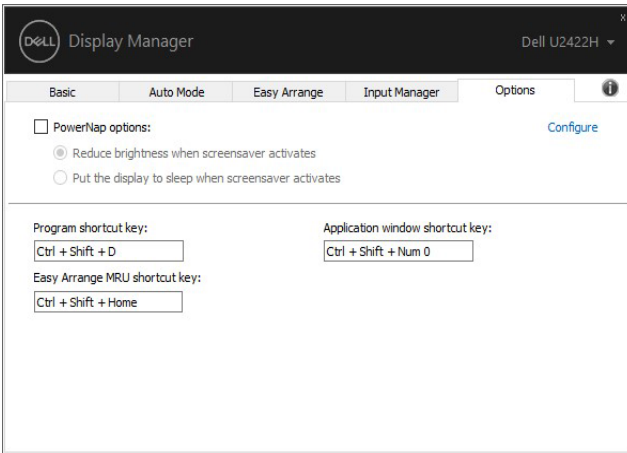 x
DELL Display Manager
Dell U2422H
Basic Auto Mode Easy Arrange Input Manager Options i
PowerNap options:
Configure
Reduce brightness when screensaver activates
Put the display to sleep when screensaver activates
Program shortcut key:
Application window shortcut key:
Ctrl + Shift + D
Ctrl + Shift + Num 0
Easy Arrange MRU shortcut key:
Ctrl + Shift + Home